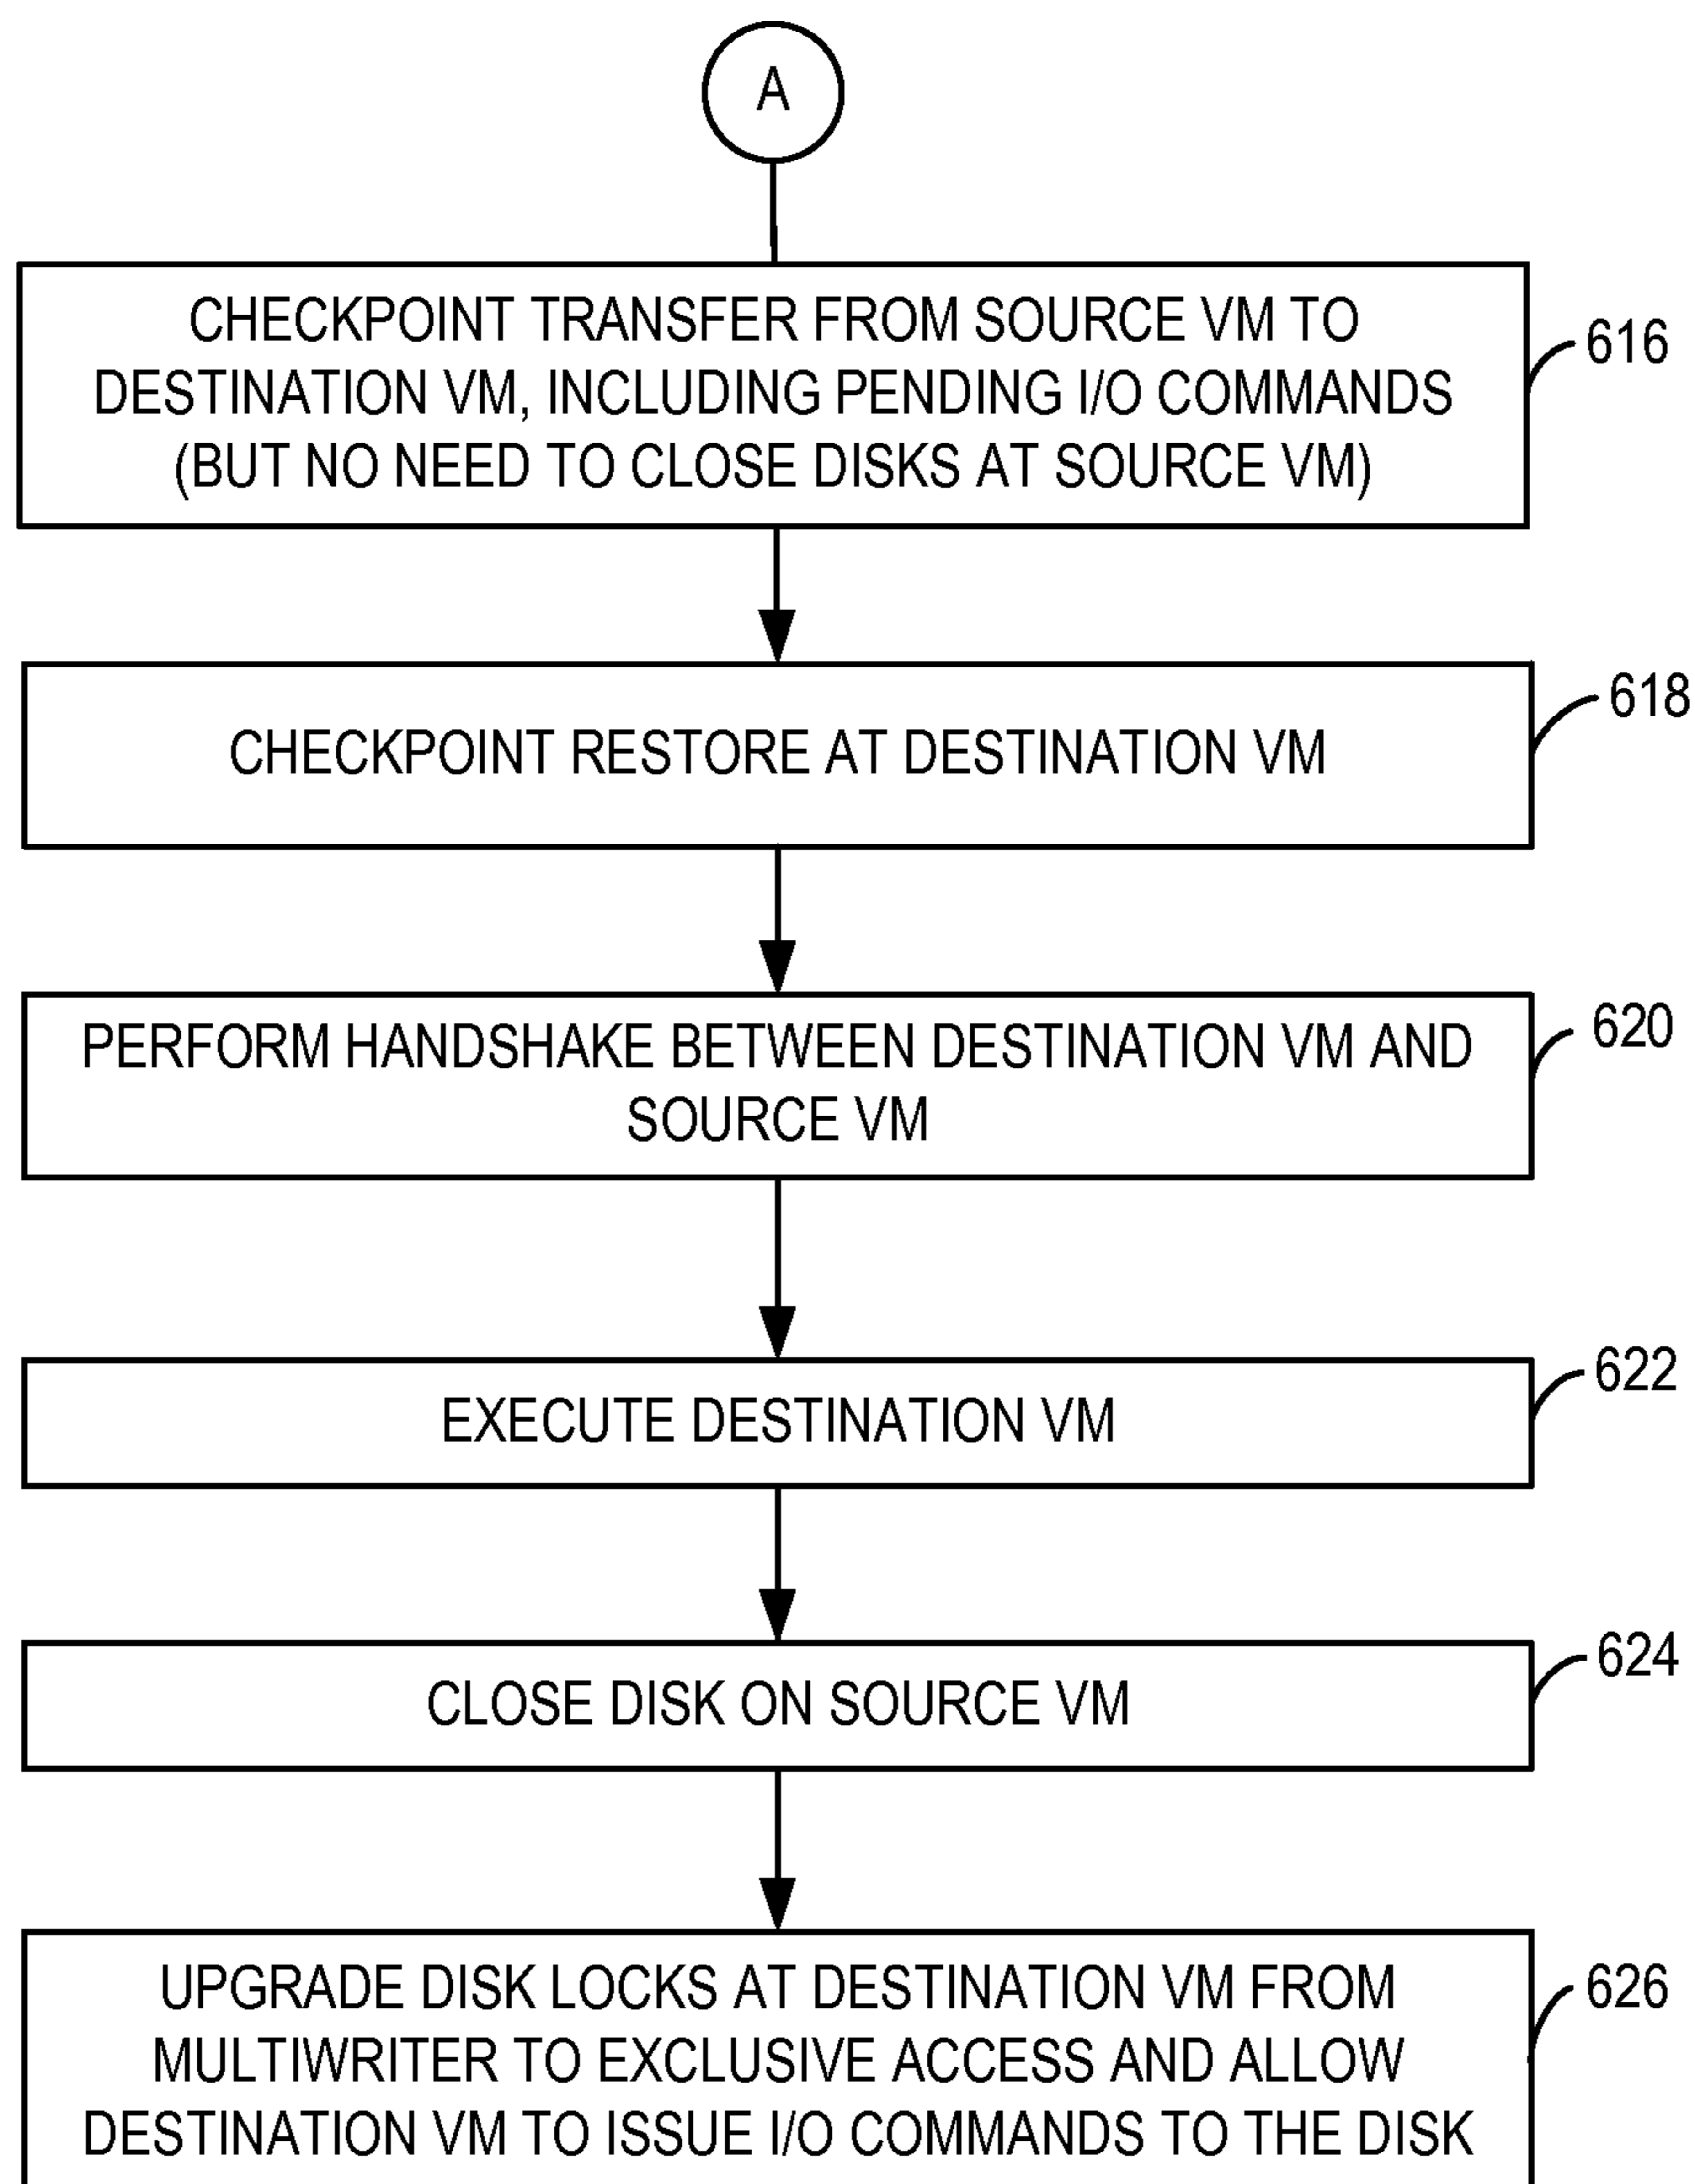 A
CHECKPOINT TRANSFER FROM SOURCE VM TO
DESTINATION VM, INCLUDING PENDING I/O COMMANDS
(BUT NO NEED TO CLOSE DISKS AT SOURCE VM)
616
CHECKPOINT RESTORE AT DESTINATION VM
618
PERFORM HANDSHAKE BETWEEN DESTINATION VM AND
SOURCE VM
620
EXECUTE DESTINATION VM
622
CLOSE DISK ON SOURCE VM
624
UPGRADE DISK LOCKS AT DESTINATION VM FROM
MULTIWRITER TO EXCLUSIVE ACCESS AND ALLOW
DESTINATION VM TO ISSUE I/O COMMANDS TO THE DISK
626